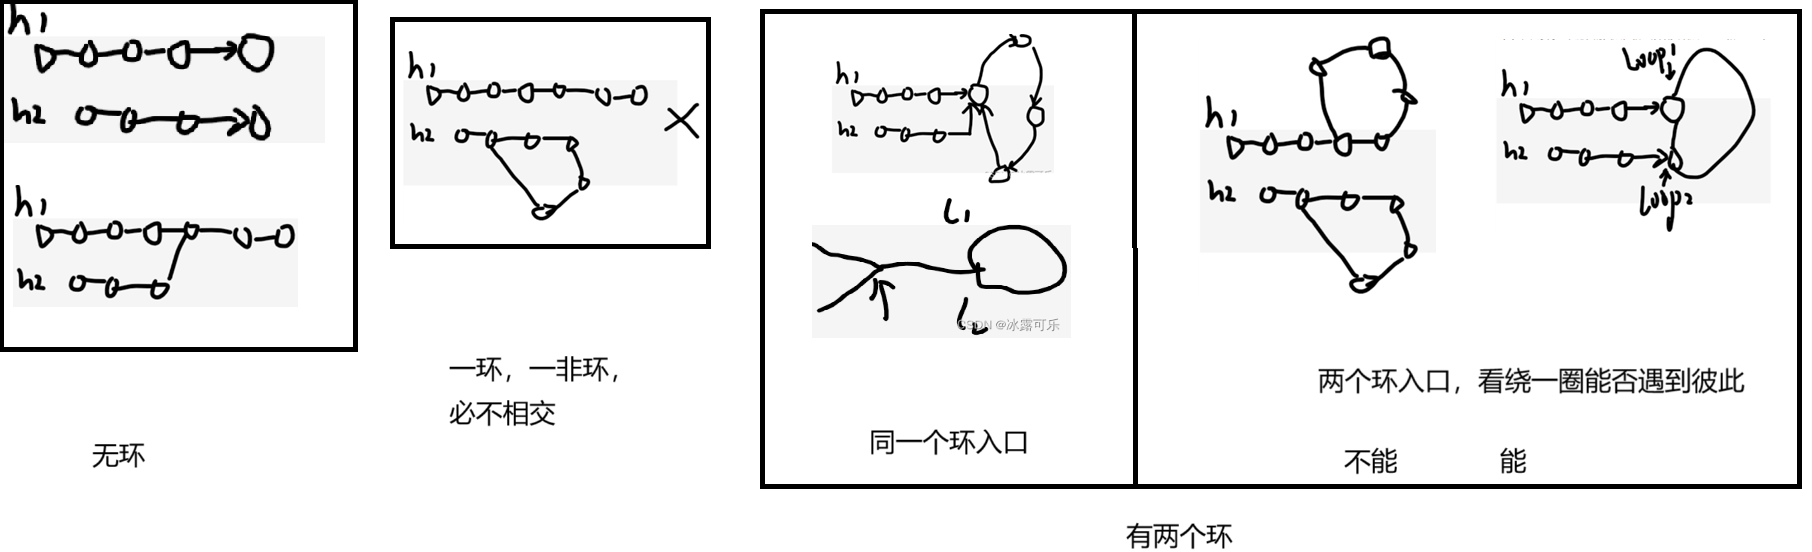 h1
h2
h1
h2
无环
h1
h2
一环，一非环，
必不相交
h1
h2
L1
L2
CSDN @冰露可乐
同一个环入口
h1
h2
loop1
h1
h2
loop2
两个环入口，看绕一圈能否遇到彼此
不能
能
有两个环